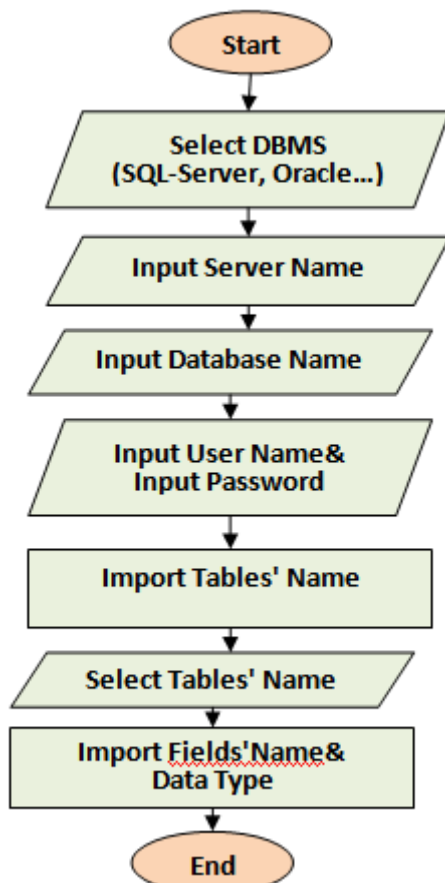 Start
Select DBMS
(SQL-Server, Oracle...)
Input Server Name
Input Database Name
Input User Name&
Input Password
Import Tables' Name
Select Tables' Name
Import Fields'Name&
Data Type
End